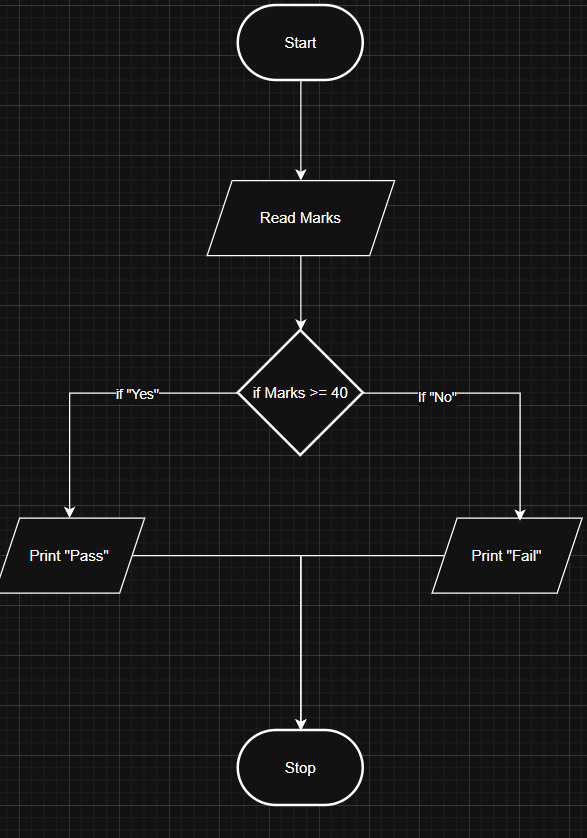 Start
Read Marks
if Marks >= 40
if "Yes"
If "No"
Print "Pass"
Print "Fail"
Stop